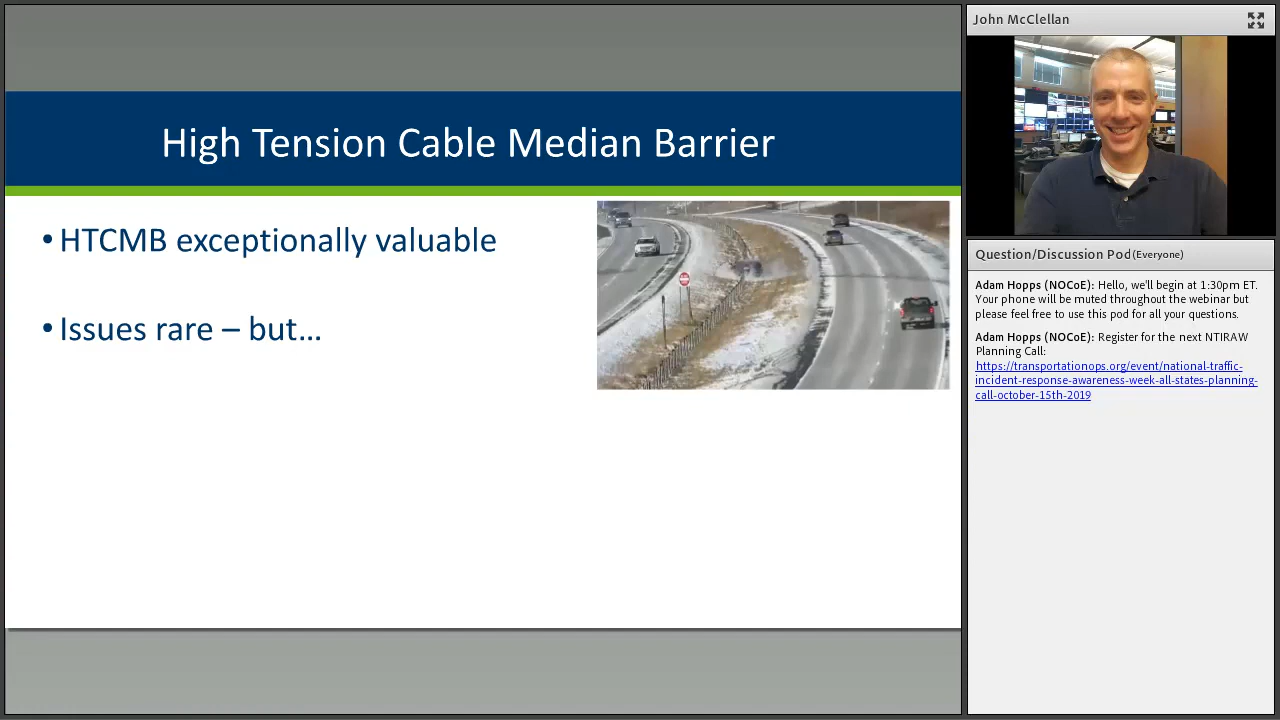 High Tension Cable Median Barrier
• HTCMB exceptionally valuable
• Issues rare – but...
John McClellan
Question/Discussion Pod (Everyone)
Adam Hopps (NOCoE): Hello, we'll begin at 1:30pm ET.
Your phone will be muted throughout the webinar but
please feel free to use this pod for all your questions.
Adam Hopps (NOCoE): Register for the next NTIRAW
Planning Call:
https://transportationops.org/event/national-traffic-
incident-response-awareness-week-all-states-planning-
call-october-15th-2019